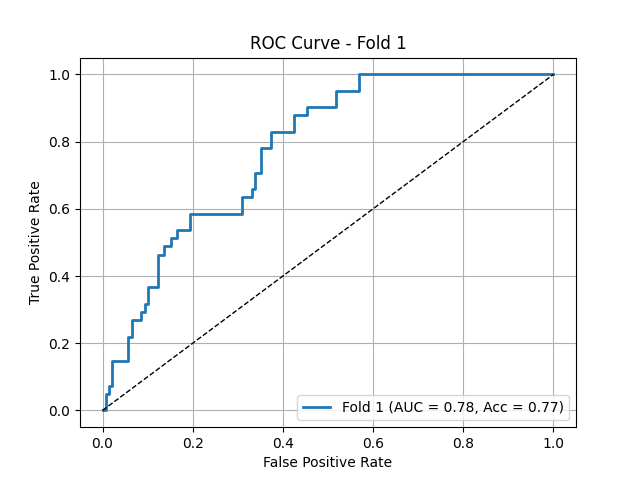 ROC Curve - Fold 1
True Positive Rate
1.0
0.8
0.6
0.4
0.2
0.0
Fold 1 (AUC = 0.78, Acc = 0.77)
0.0 0.2 0.4 0.6 0.8 1.0
False Positive Rate